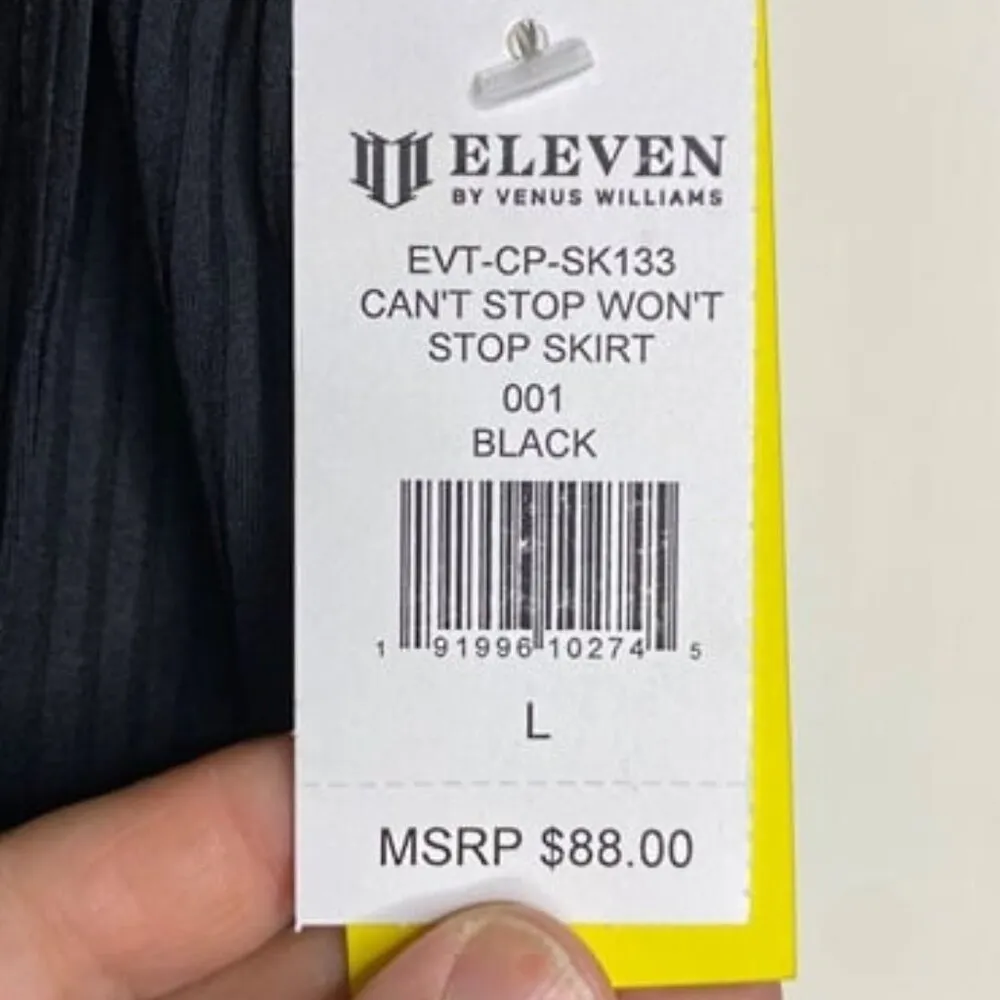 ELEVEN
BY VENUS WILLIAMS
EVT-CP-SK133
CAN'T STOP WON'T
STOP SKIRT
001
BLACK
1 91996 10274 5
L
MSRP $88.00